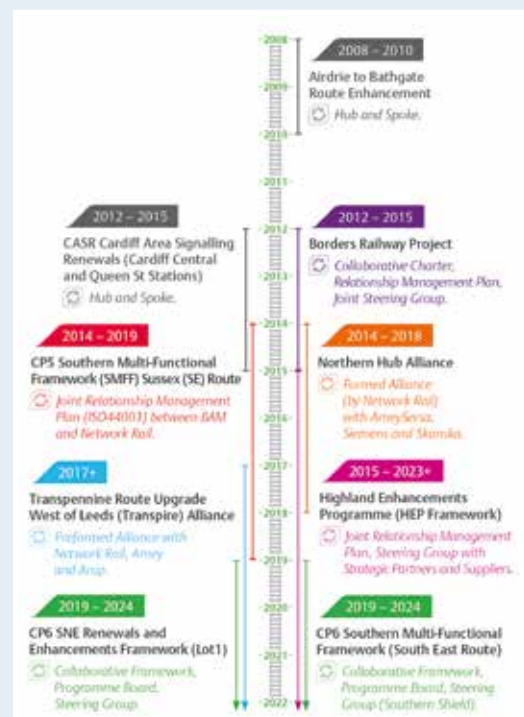 2008
2008 – 2010
Airdrie to Bathgate
Route Enhancement
Hub and Spoke.
2009
2010
2011
2012 – 2015
CASR Cardiff Area Signalling
Renewals (Cardiff Central
and Queen St Stations)
Hub and Spoke.
2012
2012 – 2015
Borders Railway Project
Collaborative Charter,
Relationship Management Plan,
Joint Steering Group.
2013
2014 – 2019
CP5 Southern Multi-Functional
Framework (SMFF) Sussex (SE) Route
Joint Relationship Management
Plan (ISO44001) between BAM
and Network Rail.
2014
2014 – 2018
Northern Hub Alliance
Formed Alliance
(by Network Rail)
with AmeySersa,
Siemens and Skanska.
2015
2016
2017+
Transpennine Route Upgrade
West of Leeds (Transpire) Alliance
Preformed Alliance with
Network Rail, Amey
and Arup.
2017
2015 – 2023+
Highland Enhancements
Programme (HEP Framework)
Joint Relationship Management
Plan, Steering Group with
Strategic Partners and Suppliers.
2018
2019
2019 – 2024
CP6 SNE Renewals and
Enhancements Framework (Lot1)
Collaborative Framework,
Programme Board,
Steering Group.
2020
2019 – 2024
CP6 Southern Multi-Functional
Framework (South East Route)
Collaborative Framework,
Programme Board, Steering
Group (Southern Shield).
2021
2022